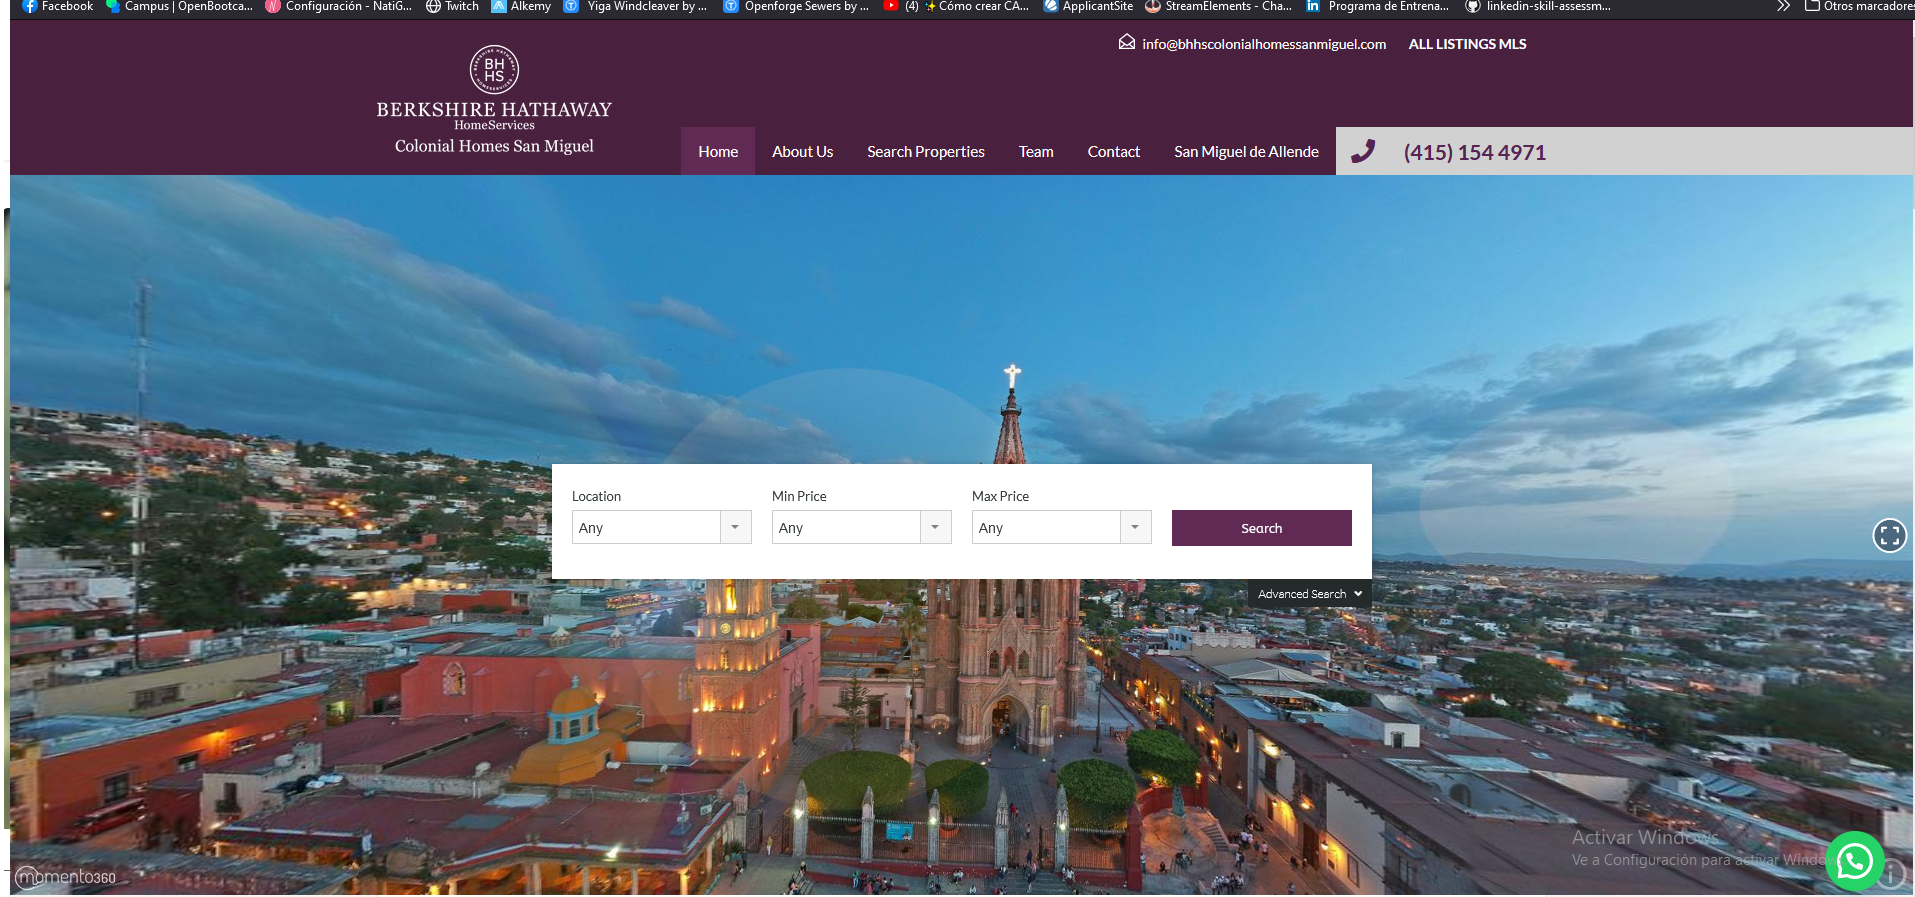 Facebook Campus | OpenBootca... Configuración - NatiG... Twitch Alkemy Yiga Windcleaver by ... Openforge Sewers by ... (4) ✨ Cómo crear CA... ApplicantSite StreamElements - Cha... Programa de Entrena... linkedin-skill-assessm... Otros marcadores
info@bhhscolonialhomessanmiguel.com ALL LISTINGS MLS
BH
HS
BERKSHIRE HATHAWAY
HomeServices
Colonial Homes San Miguel
Home About Us Search Properties Team Contact San Miguel de Allende (415) 154 4971
Location Min Price Max Price
Any Any Any Search
Advanced Search
Activar Windows
Ve a Configuración para activar Windows
momento360